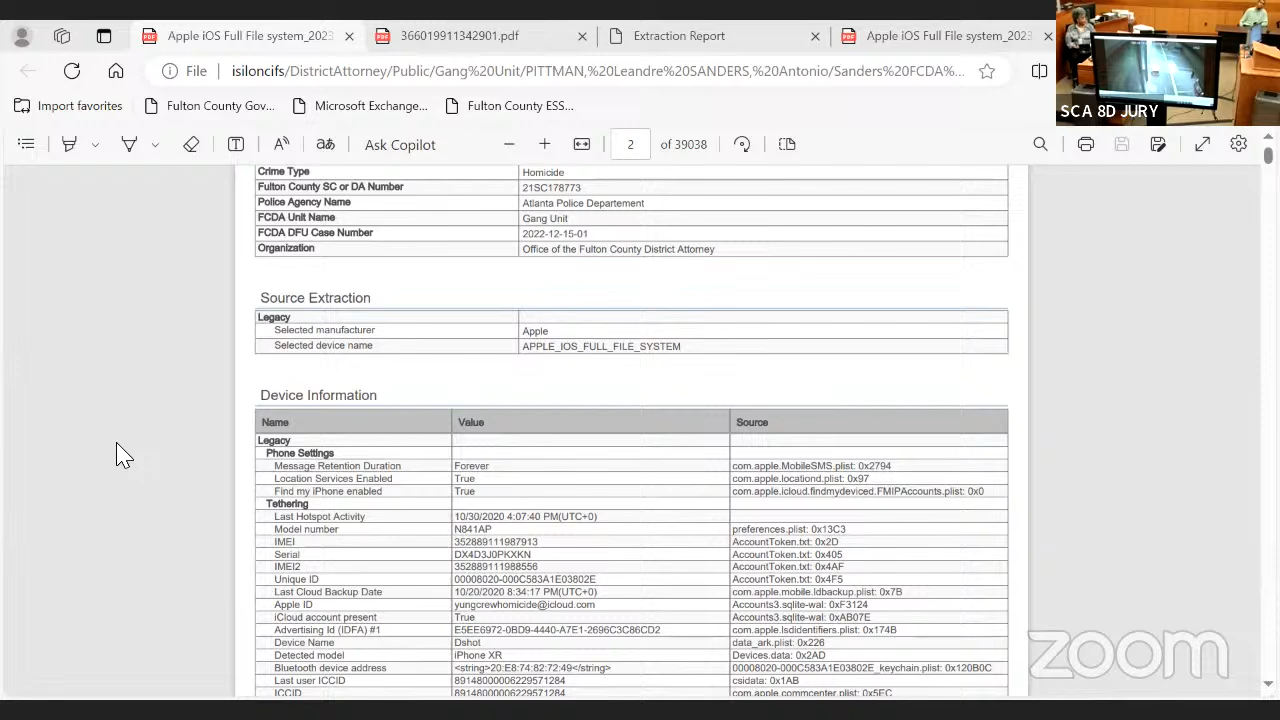 Apple iOS Full File system_2023
366019911342901.pdf
Extraction Report
Apple iOS Full File system_2023
File isiloncifs/DistrictAttorney/Public/Gang%20Unit/PITTMAN,%20Leandre%20SANDERS,%20Antonio/Sanders%20FCDA%...
Import favorites
Fulton County Gov...
Microsoft Exchange...
Fulton County ESS...
SCA 8D JURY
Ask Copilot
2 of 39038
Crime Type Homicide
Fulton County SC or DA Number 21SC178773
Police Agency Name Atlanta Police Departement
FCDA Unit Name Gang Unit
FCDA DFU Case Number 2022-12-15-01
Organization Office of the Fulton County District Attorney
Source Extraction
Legacy
Selected manufacturer Apple
Selected device name APPLE_IOS_FULL_FILE_SYSTEM
Device Information
Name Value Source
Legacy
Phone Settings
Message Retention Duration Forever com.apple.MobileSMS.plist: 0x2794
Location Services Enabled True com.apple.locationd.plist: 0x97
Find my iPhone enabled True com.apple.icloud.findmydeviced.FMIPAccounts.plist: 0x0
Tethering
Last Hotspot Activity 10/30/2020 4:07:40 PM(UTC+0)
Model number N841AP preferences.plist: 0x13C3
IMEI 352889111987913 AccountToken.txt: 0x2D
Serial DX4D3J0PKXKN AccountToken.txt: 0x405
IMEI2 352889111988556 AccountToken.txt: 0x4AF
Unique ID 00008020-000C583A1E03802E AccountToken.txt: 0x4F5
Last Cloud Backup Date 10/20/2020 8:34:17 PM(UTC+0) com.apple.mobile.ldbackup.plist: 0x7B
Apple ID yungcrewhomicide@icloud.com Accounts3.sqlite-wal: 0xF3124
iCloud account present True Accounts3.sqlite-wal: 0xAB07E
Advertising Id (IDFA) #1 E5EE6972-0BD9-4440-A7E1-2696C3C86CD2 com.apple.lsdidentifiers.plist: 0x174B
Device Name Dshot data_ark.plist: 0x226
Detected model iPhone XR Devices.data: 0x2AD
Bluetooth device address <string>20:E8:74:82:72:49</string> 00008020-000C583A1E03802E_keychain.plist: 0x120B0C
Last user ICCID 89148000006229571284 csidata: 0x1AB
ICCID 89148000006229571284 com.apple.commcenter.plist: 0x5EC
zoom